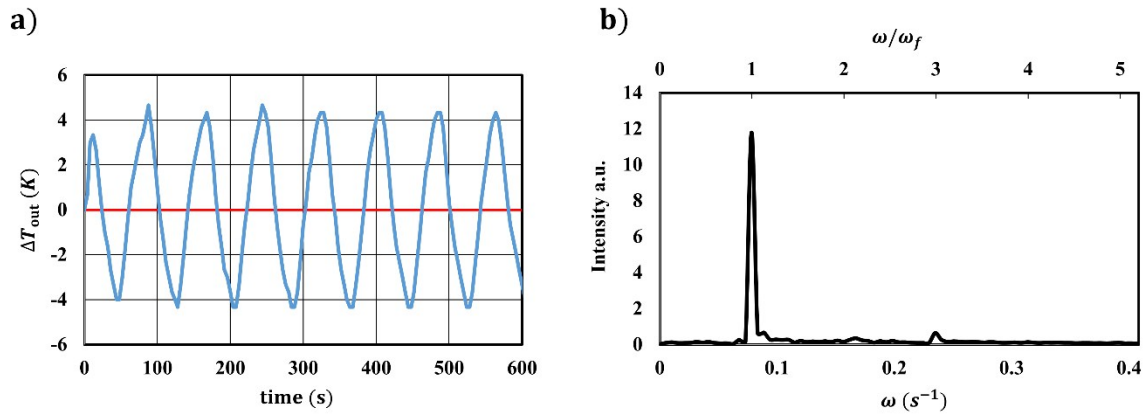 a)
ΔT_out (K)
6
4
2
0
-2
-4
-6
0 100 200 300 400 500 600
time (s)
b)
ω/ω_f
0 1 2 3 4 5
Intensity a.u.
14
12
10
8
6
4
2
0
0 0.1 0.2 0.3 0.4
ω (s⁻¹)